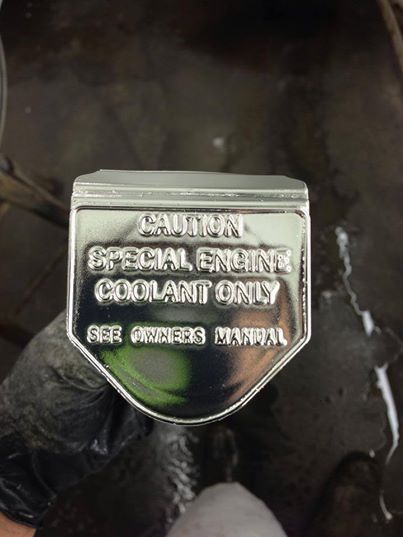 CAUTION
SPECIAL ENGINE
COOLANT ONLY
SEE OWNERS MANUAL